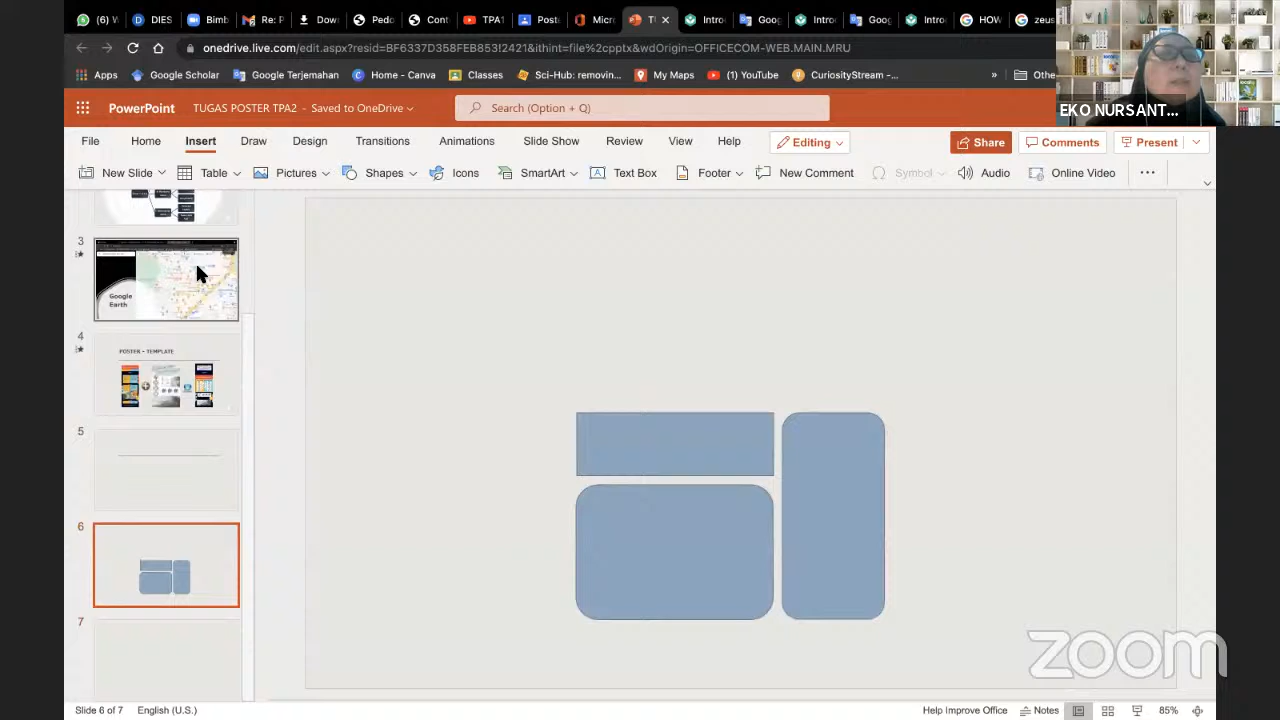 (6) W
DIES
Bimb
Re: P
Dow
Pedo
Cont
TPA1
Post
Micro
TU
Intro
Goog
Intro
Goog
Intro
HOW
zeus
onedrive.live.com/edit.aspx?resid=BF6337D358FEB853!2421&ithint=file%2cpptx&wdOrigin=OFFICECOM-WEB.MAIN.MRU
Apps Google Scholar Google Terjemahan Home - Canva Classes Sci-Hub: removin... My Maps (1) YouTube CuriosityStream -... » Othe
EKO NURSANT...
PowerPoint TUGAS POSTER TPA2 - Saved to OneDrive Search (Option + Q)
File Home Insert Draw Design Transitions Animations Slide Show Review View Help Editing Share Comments Present
New Slide Table Pictures Shapes Icons SmartArt Text Box Footer New Comment Symbol Audio Online Video ...
3
Google
Earth
4
POSTER - TEMPLATE
5
6
7
zoom
Slide 6 of 7 English (U.S.) Help Improve Office Notes 85%